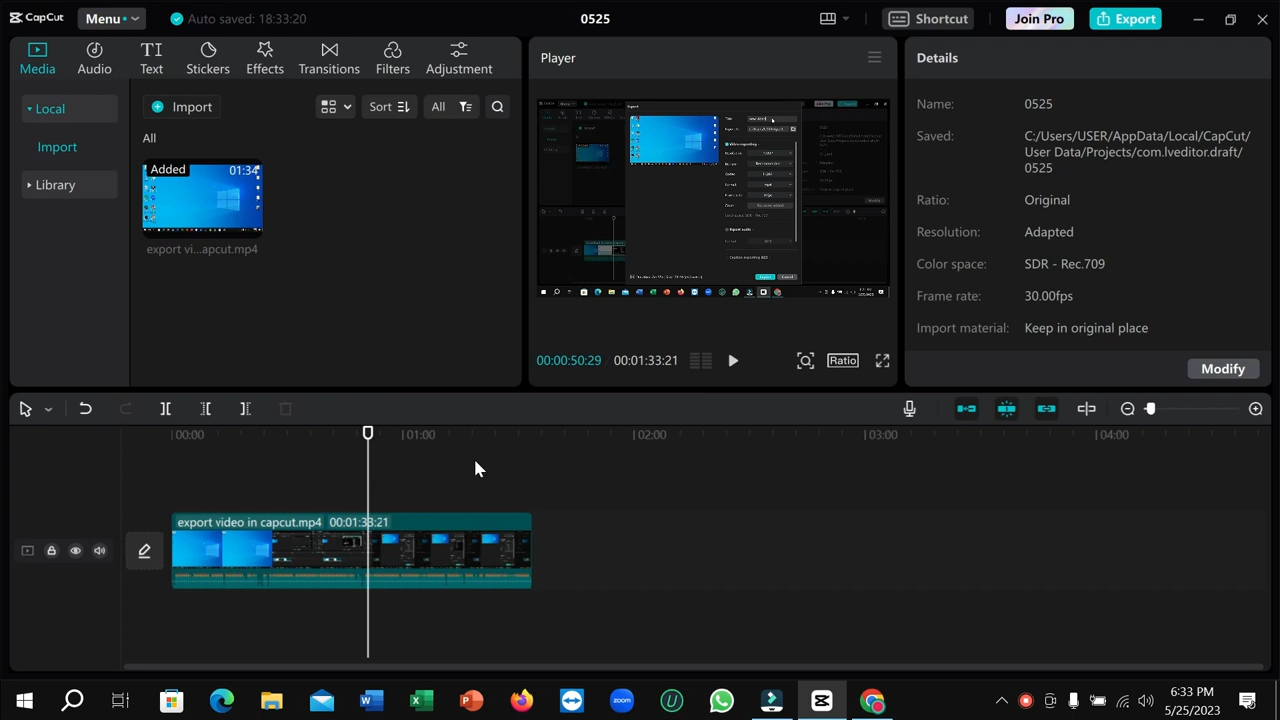 CapCut
Menu
Auto saved: 18:33:20
0525
Shortcut
Join Pro
Export
Media
Audio
Text
Stickers
Effects
Transitions
Filters
Adjustment
Local
Import
Library
Import
Sort
All
All
Added
01:34
export vi...apcut.mp4
Player
00:00:50:29 / 00:01:33:21
Ratio
Details
Name: 0525
Saved: C:/Users/USER/AppData/Local/CapCut/
User Data/Projects/com.lveditor.draft/
0525
Ratio: Original
Resolution: Adapted
Color space: SDR - Rec.709
Frame rate: 30.00fps
Import material: Keep in original place
Modify
00:00
01:00
02:00
03:00
04:00
export video in capcut.mp4 00:01:33:21
5:33 PM
5/25/2023